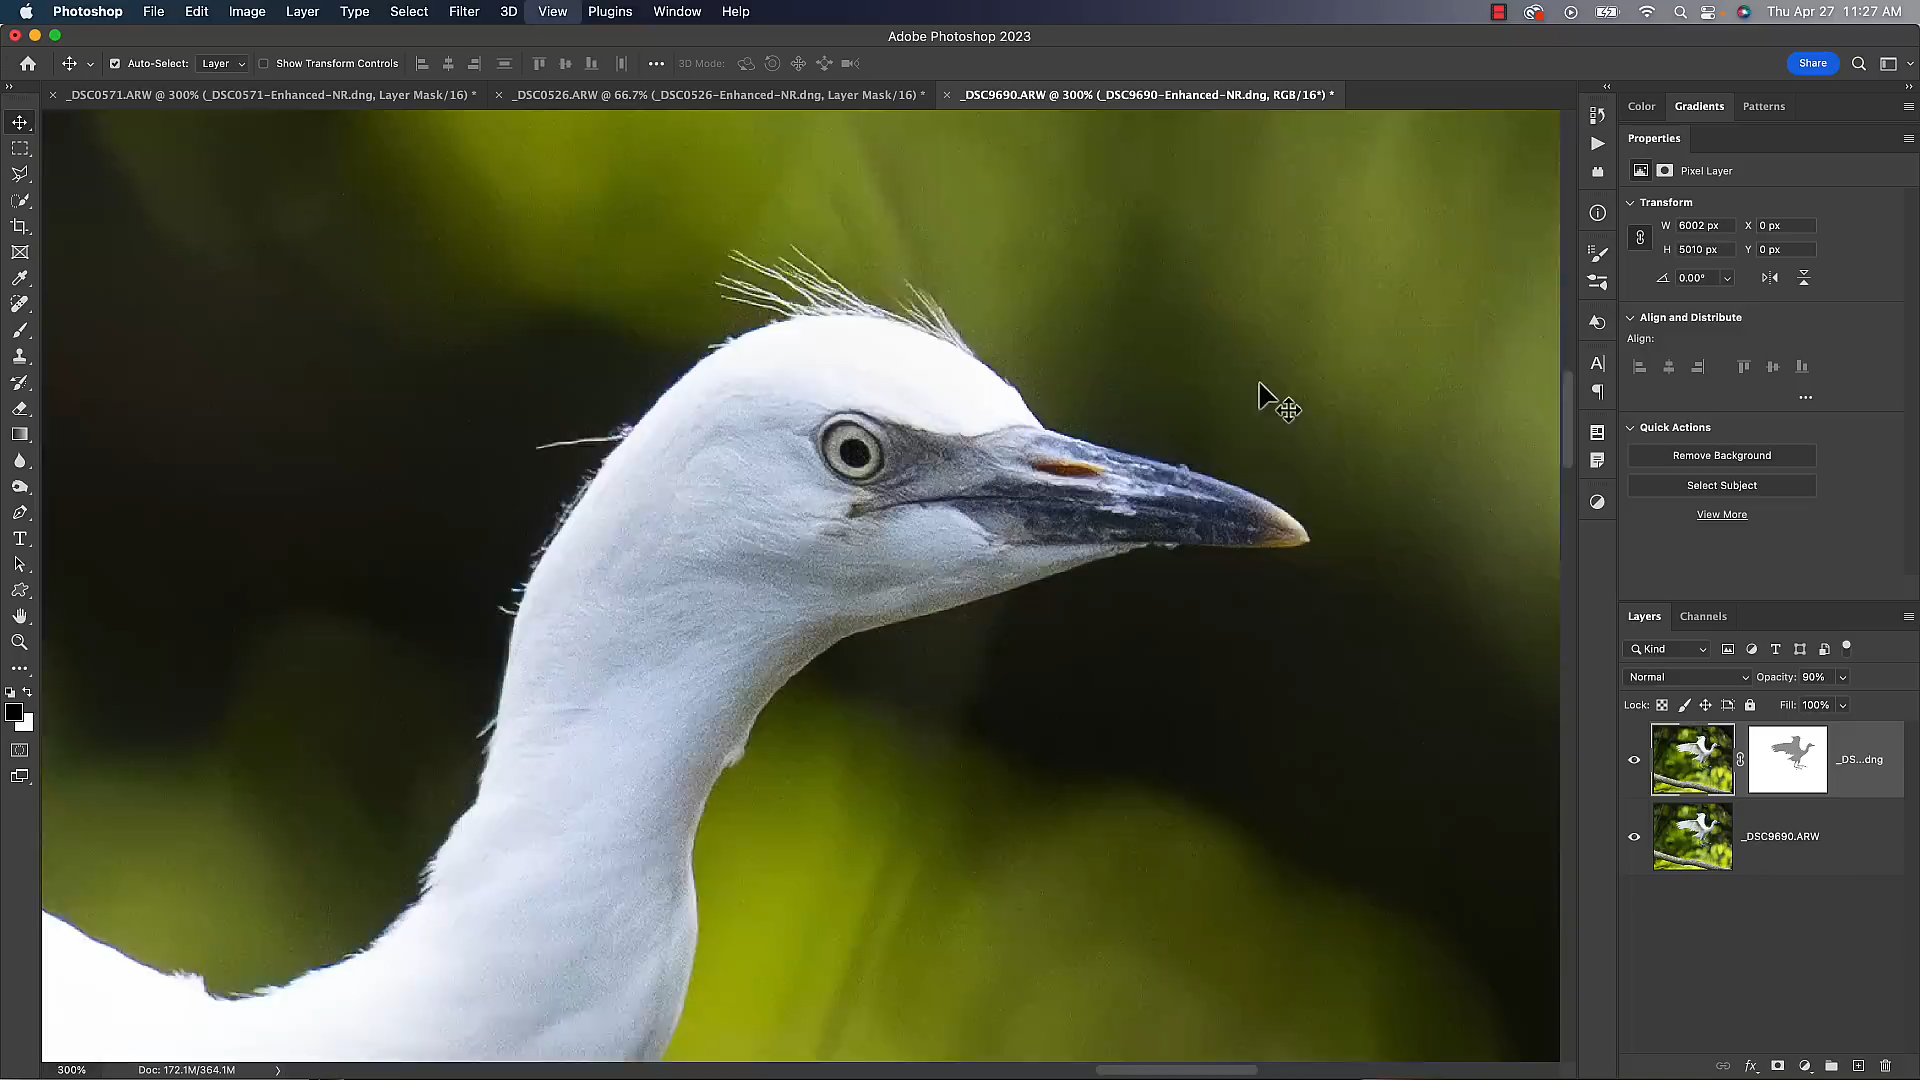 Photoshop File Edit Image Layer Type Select Filter 3D View Plugins Window Help Thu Apr 27 11:27 AM
Adobe Photoshop 2023
Auto-Select: Layer Show Transform Controls 3D Mode: Share
_DSC0571.ARW @ 300% (_DSC0571-Enhanced-NR.dng, Layer Mask/16) * _DSC0526.ARW @ 66.7% (_DSC0526-Enhanced-NR.dng, Layer Mask/16) * _DSC9690.ARW @ 300% (_DSC9690-Enhanced-NR.dng, RGB/16*) *
Color Gradients Patterns
Properties
Pixel Layer
Transform
W 6002 px X 0 px
H 5010 px Y 0 px
0.00°
Align and Distribute
Align:
Quick Actions
Remove Background
Select Subject
View More
Layers Channels
Kind
Normal Opacity: 90%
Lock: Fill: 100%
_DS...dng
_DSC9690.ARW
300% Doc: 172.1M/364.1M